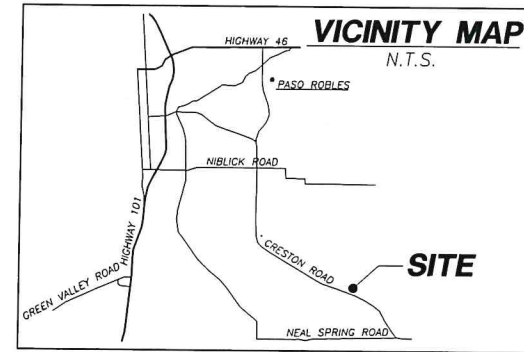 VICINITY MAP
N.T.S.
HIGHWAY 46
PASO ROBLES
NIBLICK ROAD
HIGHWAY 101
GREEN VALLEY ROAD
CRESTON ROAD
SITE
NEAL SPRING ROAD